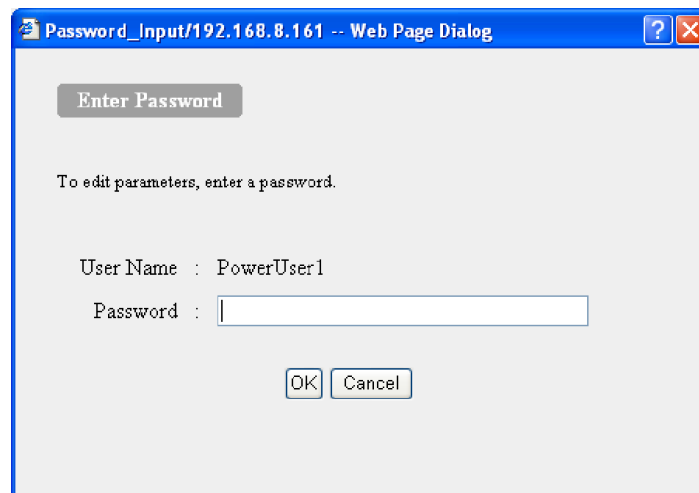 Password_Input/192.168.8.161 -- Web Page Dialog
?
Enter Password
To edit parameters, enter a password.
User Name : PowerUser1
Password :
OK Cancel